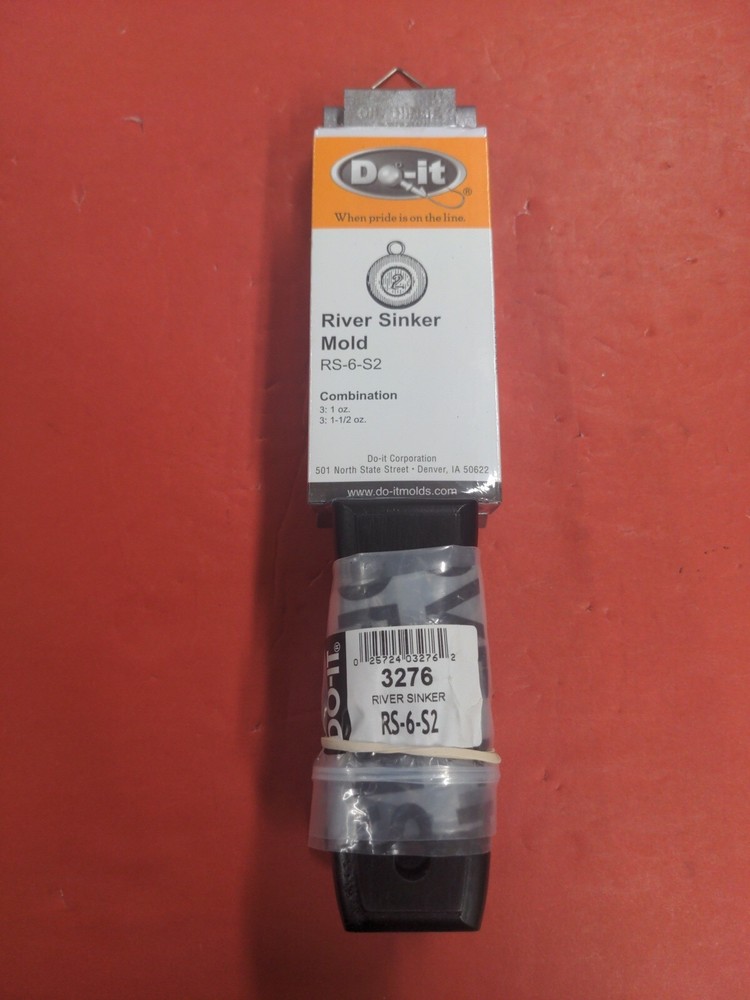 Do-it®
When pride is on the line.
2
River Sinker
Mold
RS-6-S2
Combination
3: 1 oz.
3: 1-1/2 oz.
Do-it Corporation
501 North State Street • Denver, IA 50622
www.do-itmolds.com
DO-IT®
0 25724 03276 2
3276
RIVER SINKER
RS-6-S2